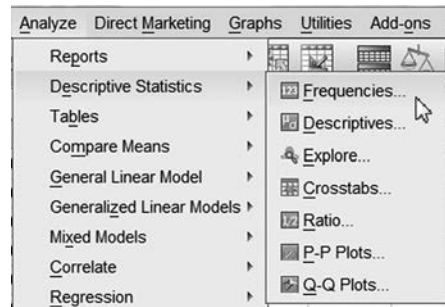 Analyze Direct Marketing Graphs Utilities Add-ons
Reports
Descriptive Statistics
Tables
Compare Means
General Linear Model
Generalized Linear Models
Mixed Models
Correlate
Regression
Frequencies...
Descriptives...
Explore...
Crosstabs...
Ratio...
P-P Plots...
Q-Q Plots...